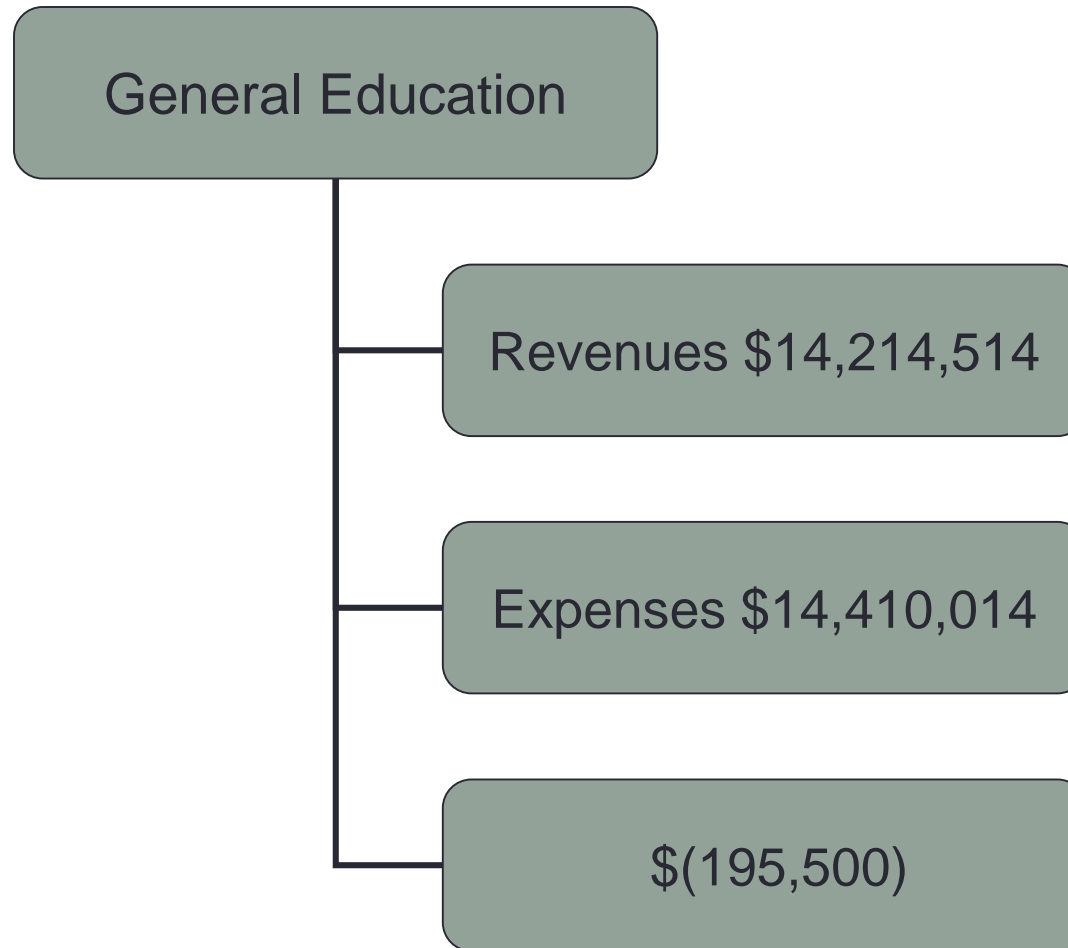 General Education
Revenues $14,214,514
Expenses $14,410,014
$(195,500)